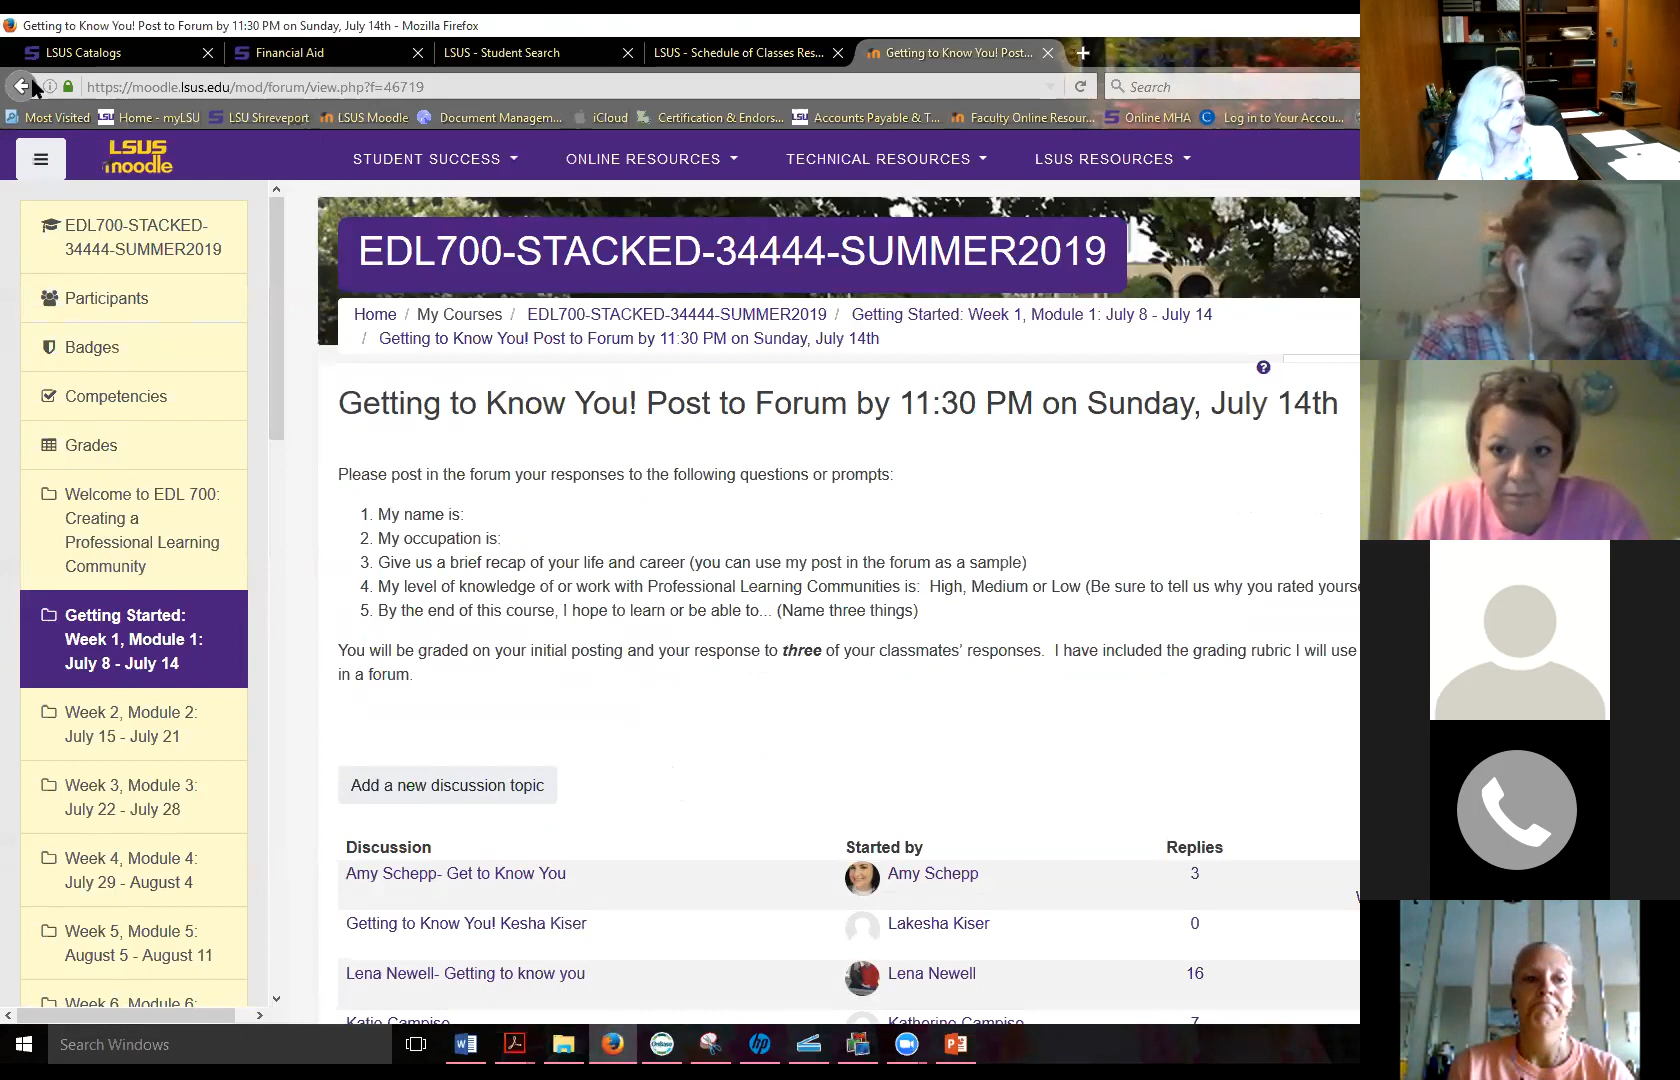 Getting to Know You! Post to Forum by 11:30 PM on Sunday, July 14th - Mozilla Firefox
LSUS Catalogs
Financial Aid
LSUS - Student Search
LSUS - Schedule of Classes Res...
Getting to Know You! Post...
https://moodle.lsus.edu/mod/forum/view.php?f=46719
Search
Most Visited
LSU Home - myLSU
LSU Shreveport
LSUS Moodle
Document Managem...
iCloud
Certification & Endors...
LSU Accounts Payable & T...
Faculty Online Resour...
Online MHA
Log in to Your Accou...
LSUS
moodle
STUDENT SUCCESS
ONLINE RESOURCES
TECHNICAL RESOURCES
LSUS RESOURCES
EDL700-STACKED-
34444-SUMMER2019
Participants
Badges
Competencies
Grades
Welcome to EDL 700:
Creating a
Professional Learning
Community
Getting Started:
Week 1, Module 1:
July 8 - July 14
Week 2, Module 2:
July 15 - July 21
Week 3, Module 3:
July 22 - July 28
Week 4, Module 4:
July 29 - August 4
Week 5, Module 5:
August 5 - August 11
Week 6, Module 6:
EDL700-STACKED-34444-SUMMER2019
Home / My Courses / EDL700-STACKED-34444-SUMMER2019 / Getting Started: Week 1, Module 1: July 8 - July 14
/ Getting to Know You! Post to Forum by 11:30 PM on Sunday, July 14th
Getting to Know You! Post to Forum by 11:30 PM on Sunday, July 14th
Please post in the forum your responses to the following questions or prompts:
1. My name is:
2. My occupation is:
3. Give us a brief recap of your life and career (you can use my post in the forum as a sample)
4. My level of knowledge of or work with Professional Learning Communities is: High, Medium or Low (Be sure to tell us why you rated yourse
5. By the end of this course, I hope to learn or be able to... (Name three things)
You will be graded on your initial posting and your response to three of your classmates' responses. I have included the grading rubric I will use
in a forum.
Add a new discussion topic
Discussion Started by Replies
Amy Schepp- Get to Know You Amy Schepp 3
Getting to Know You! Kesha Kiser Lakesha Kiser 0
Lena Newell- Getting to know you Lena Newell 16
Katie Campise Katherine Campise 7
Search Windows